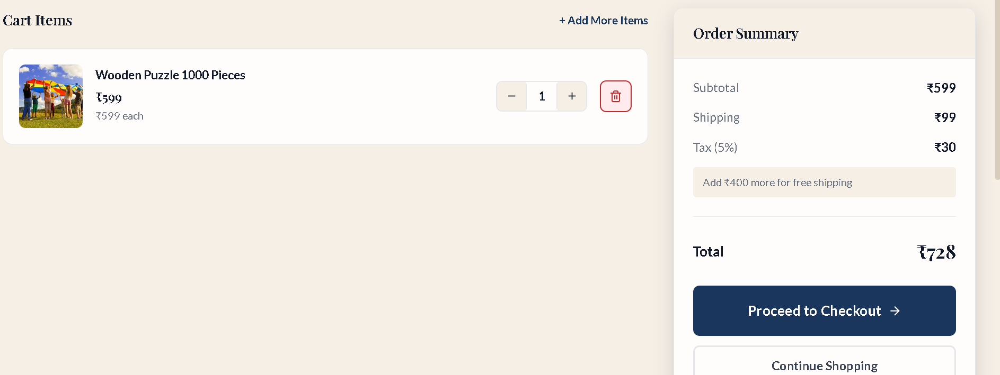 Cart Items
+ Add More Items
Wooden Puzzle 1000 Pieces
₹599
₹599 each
− 1 +
Order Summary
Subtotal ₹599
Shipping ₹99
Tax (5%) ₹30
Add ₹400 more for free shipping
Total ₹728
Proceed to Checkout →
Continue Shopping